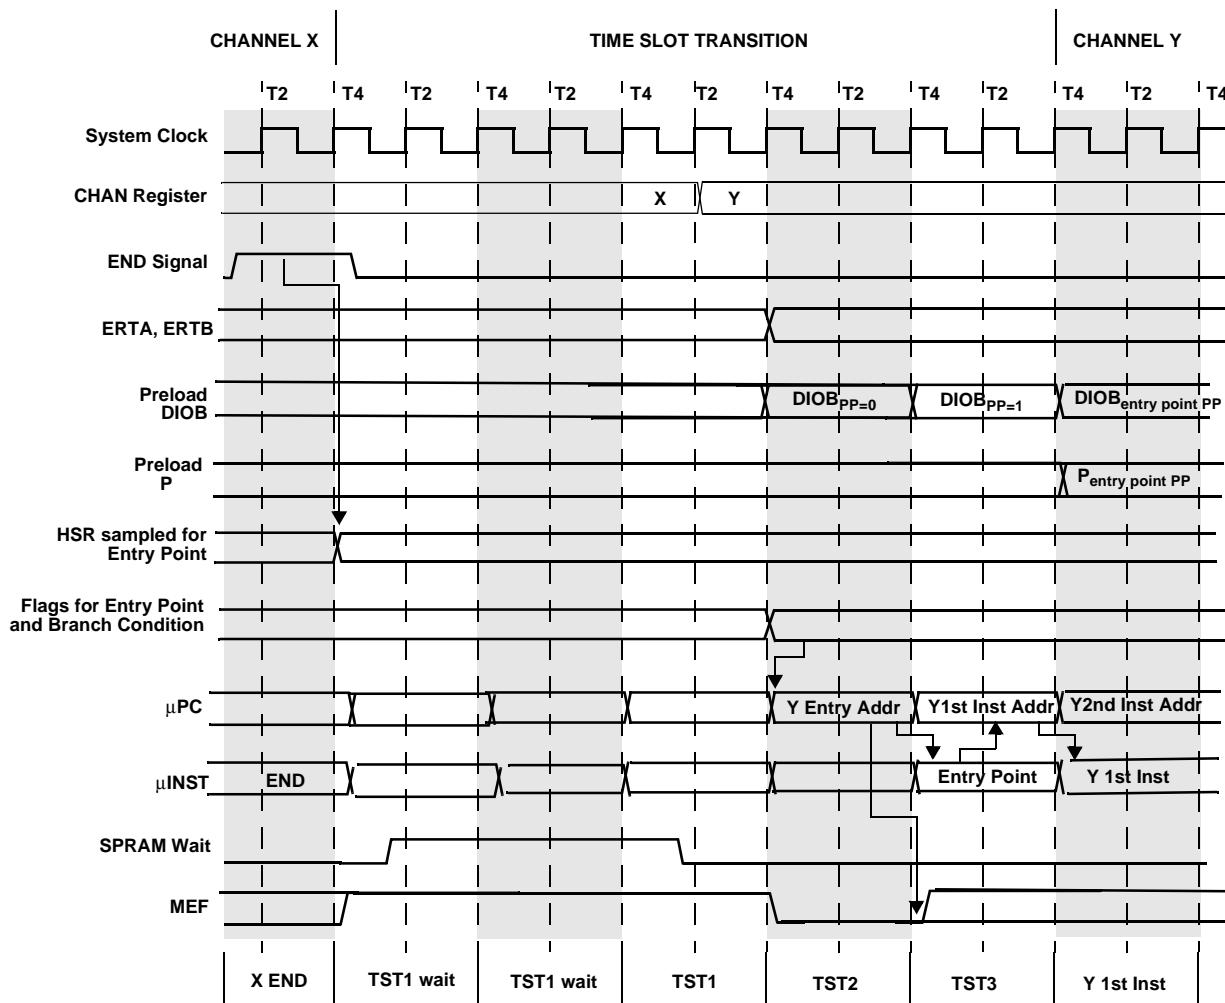 CHANNEL X TIME SLOT TRANSITION CHANNEL Y
T2 T4 T2 T4 T2 T4 T2 T4 T2 T4 T2 T4 T2 T4
System Clock
CHAN Register X Y
END Signal
ERTA, ERTB
Preload
DIOB
DIOBPP=0 DIOBPP=1 DIOBentry point PP
Preload
P
Pentry point PP
HSR sampled for
Entry Point
Flags for Entry Point
and Branch Condition
μPC Y Entry Addr Y1st Inst Addr Y2nd Inst Addr
μINST END Entry Point Y 1st Inst
SPRAM Wait
MEF
X END TST1 wait TST1 wait TST1 TST2 TST3 Y 1st Inst